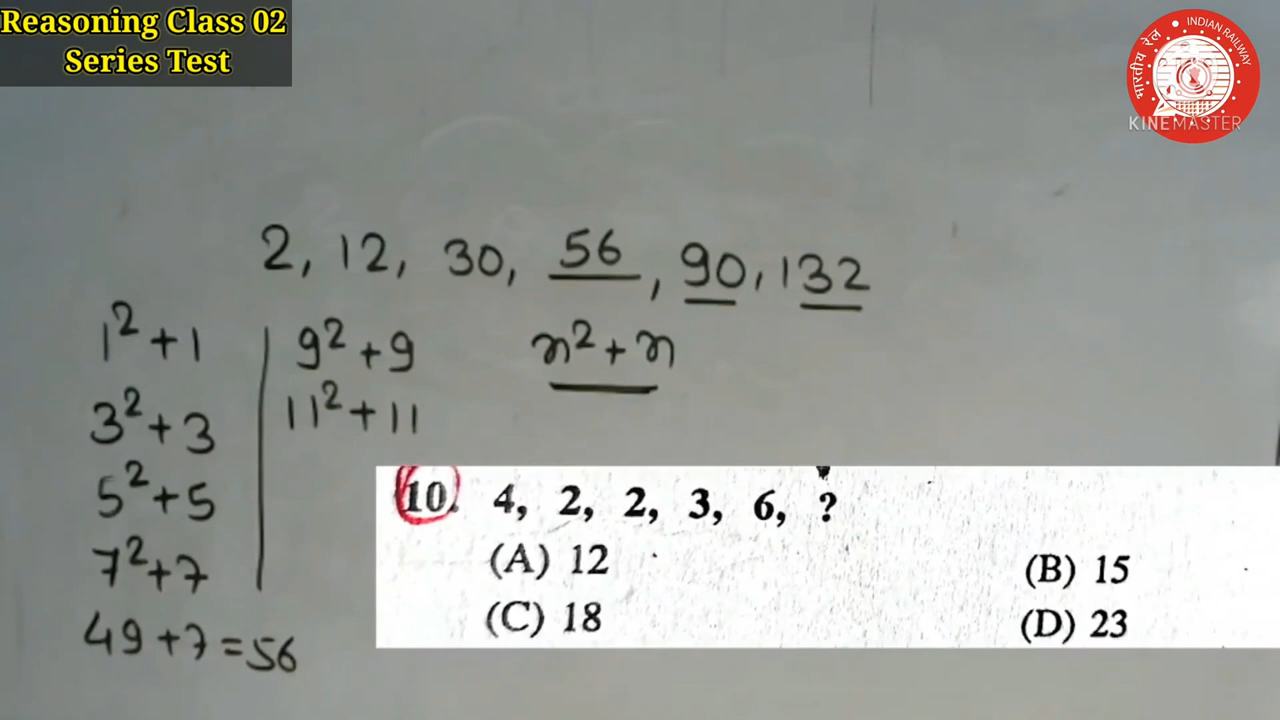 Reasoning Class 02
Series Test
भारतीय रेल • INDIAN RAILWAY
KINEMASTER
2, 12, 30, 56, 90, 132
1² + 1
9² + 9
n² + n
3² + 3
11² + 11
5² + 5
7² + 7
49 + 7 = 56
10. 4, 2, 2, 3, 6, ?
(A) 12
(B) 15
(C) 18
(D) 23